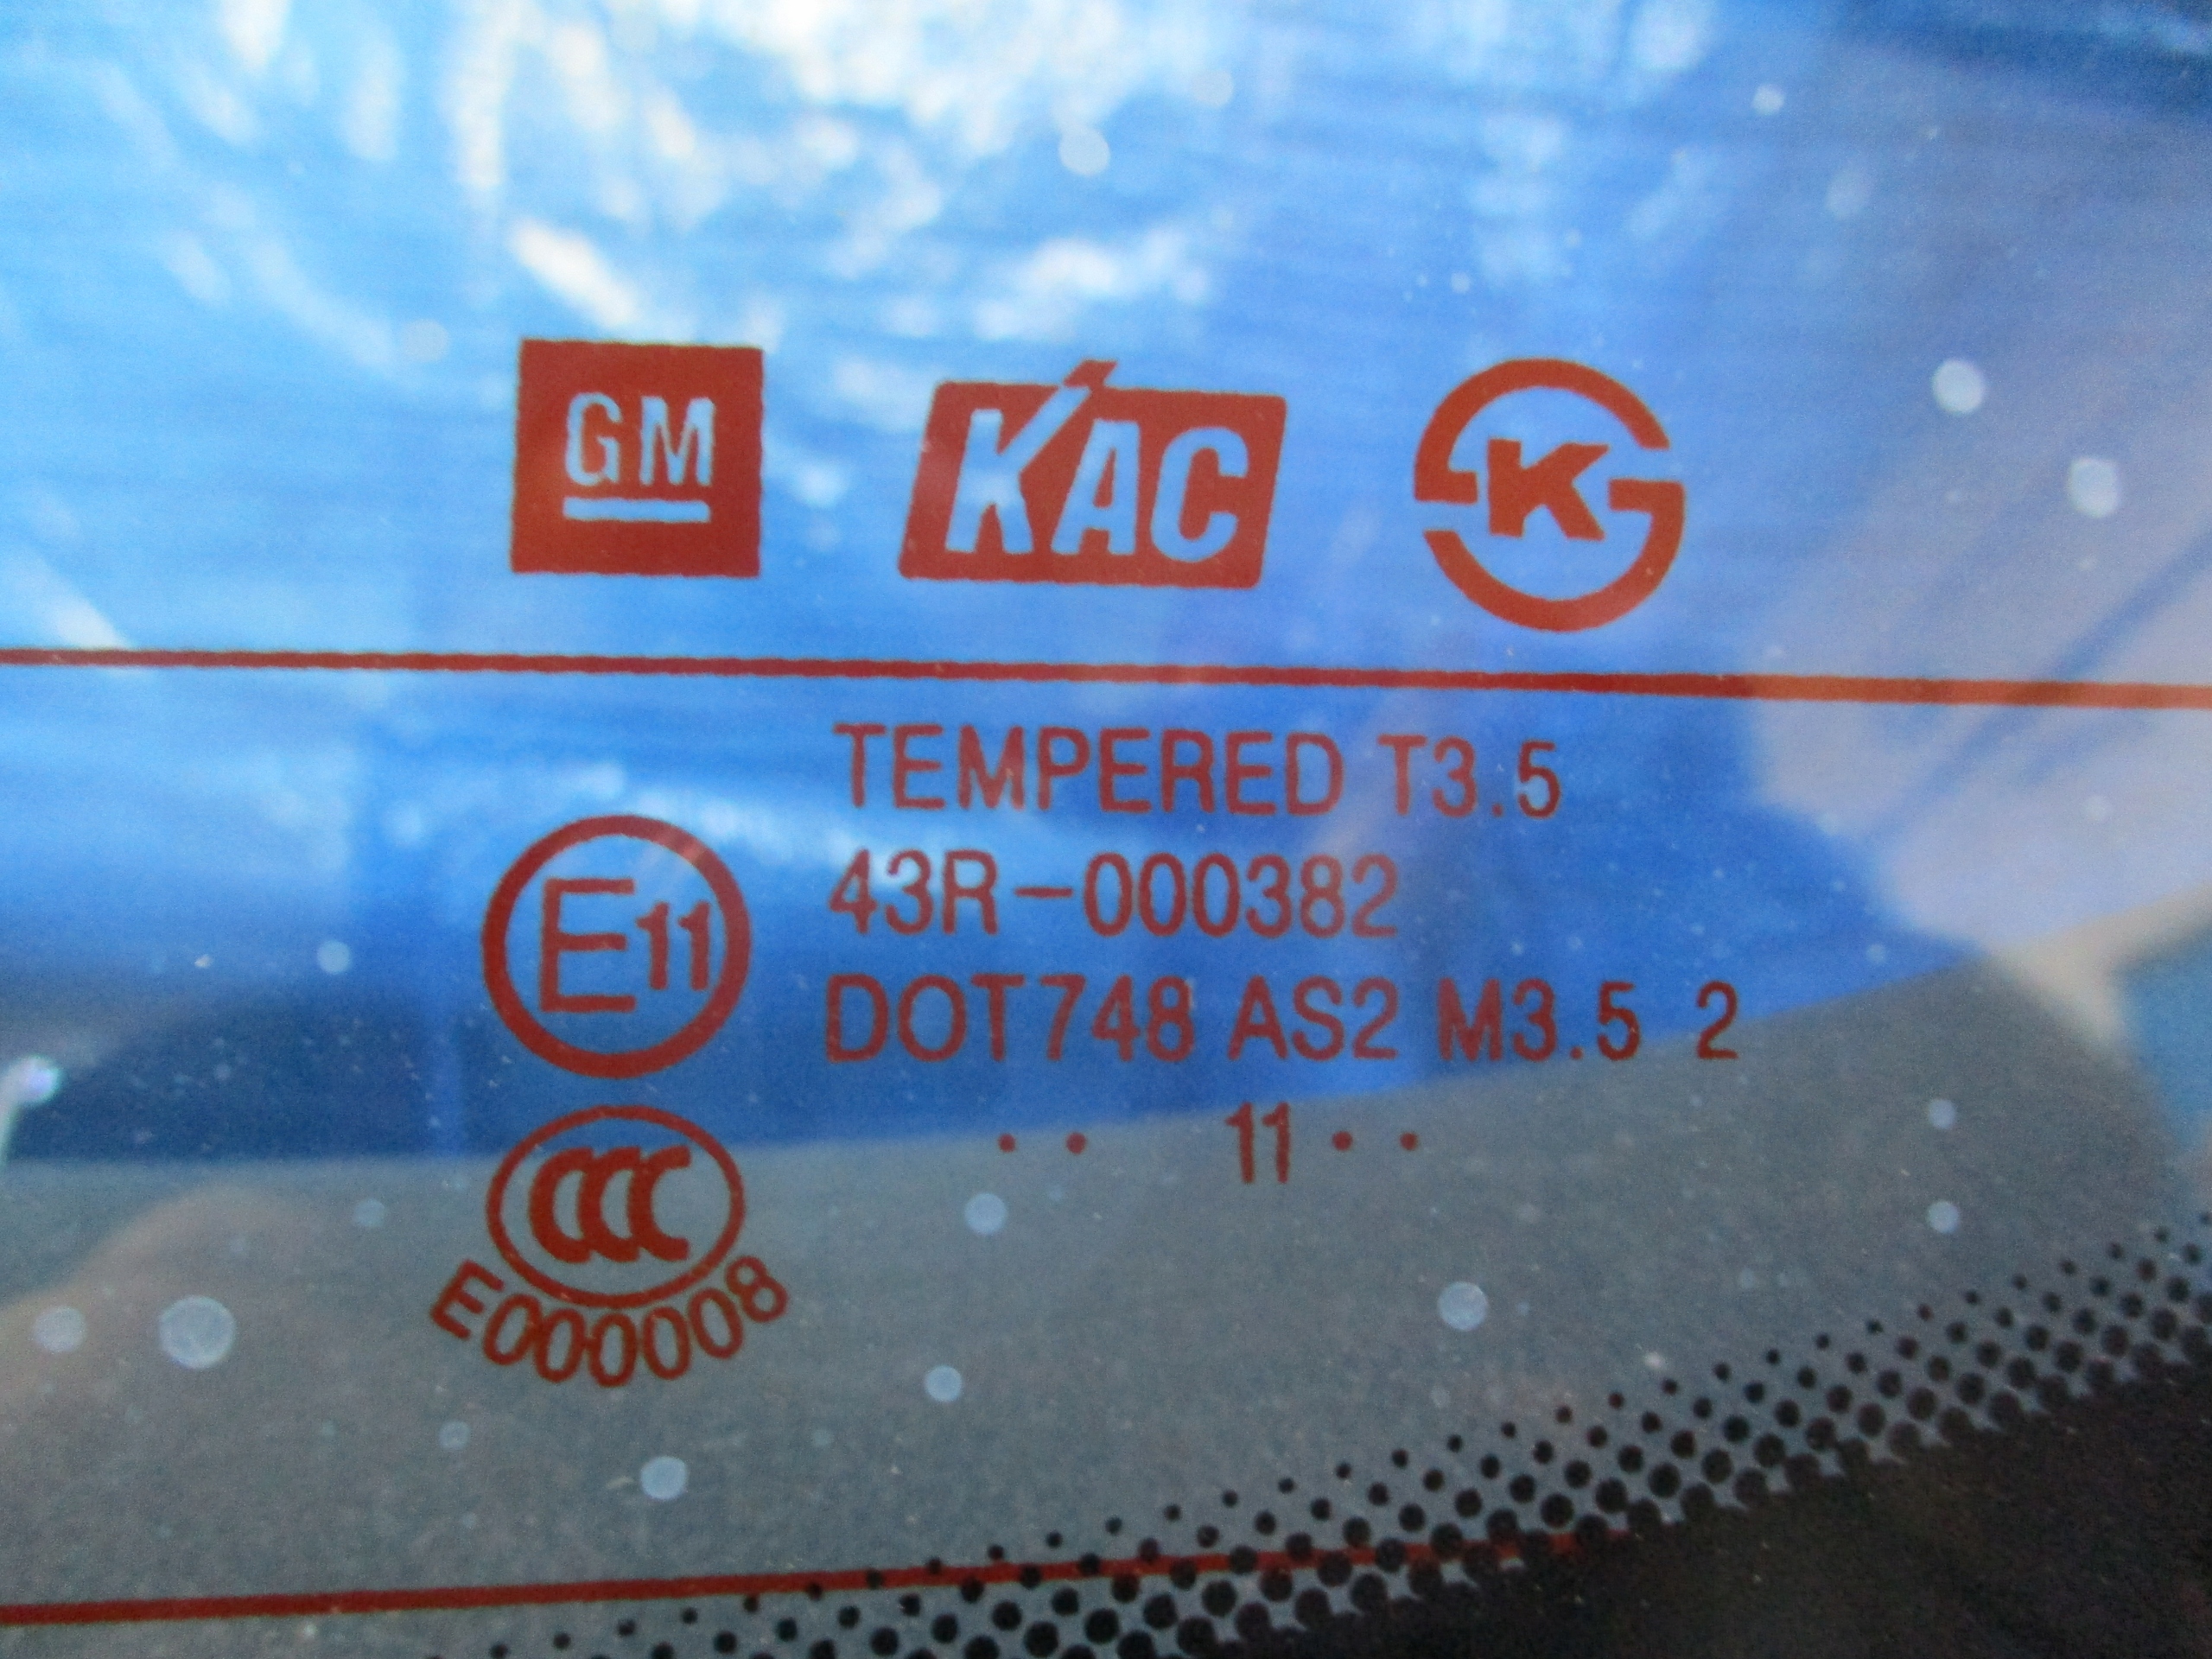 GM KAC K
TEMPERED T3.5
43R-000382
E11
DOT748 AS2 M3.5 2
.. 11..
CCC
E000008